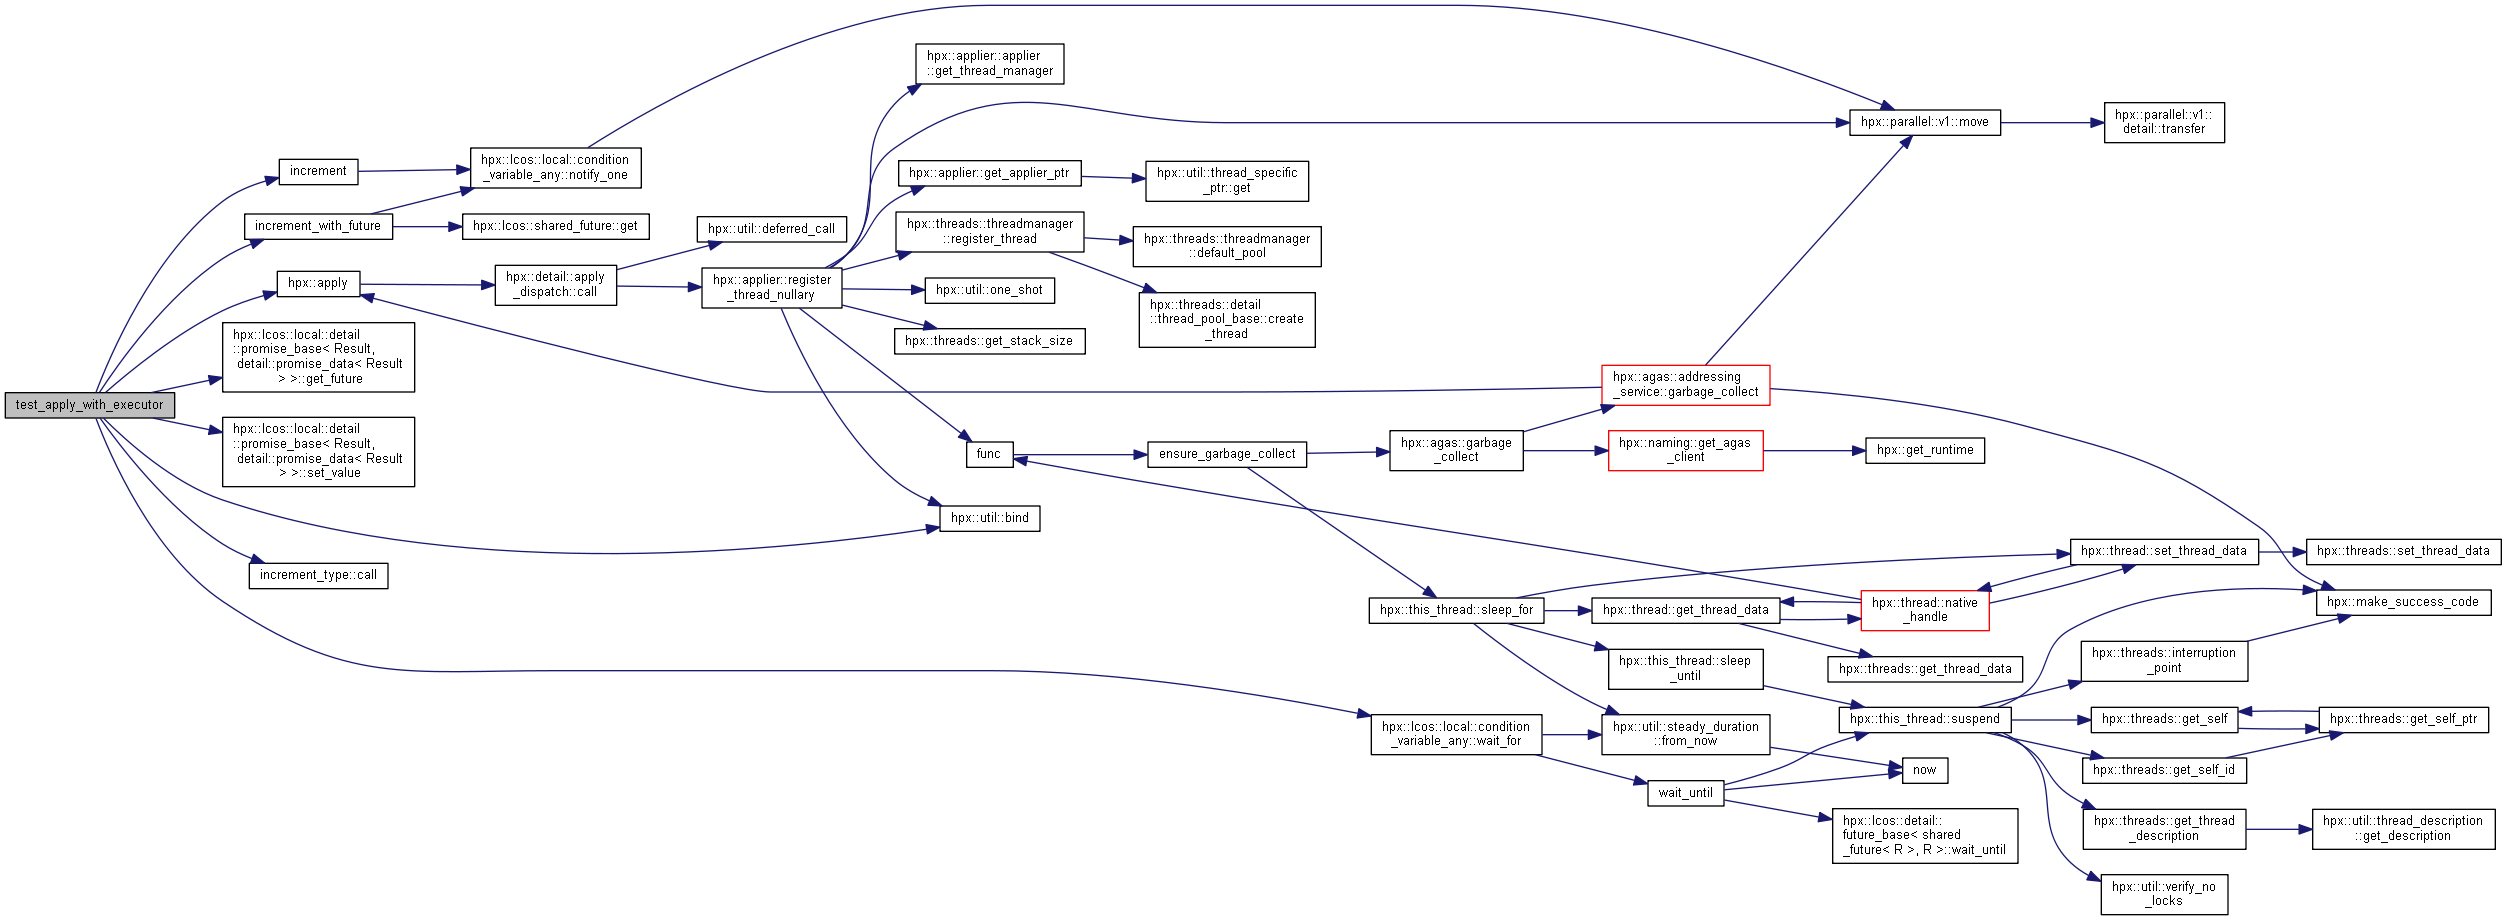 test_apply_with_executor
increment
increment_with_future
hpx::apply
hpx::lcos::local::detail
::promise_base< Result,
detail::promise_data< Result
> >::get_future
hpx::lcos::local::detail
::promise_base< Result,
detail::promise_data< Result
> >::set_value
increment_type::call
hpx::lcos::local::condition
_variable_any::notify_one
hpx::lcos::shared_future::get
hpx::detail::apply
_dispatch::call
hpx::util::deferred_call
hpx::applier::register
_thread_nullary
hpx::applier::applier
::get_thread_manager
hpx::applier::get_applier_ptr
hpx::threads::threadmanager
::register_thread
hpx::util::one_shot
hpx::threads::get_stack_size
func
hpx::util::bind
hpx::util::thread_specific
_ptr::get
hpx::threads::threadmanager
::default_pool
hpx::threads::detail
::thread_pool_base::create
_thread
ensure_garbage_collect
hpx::agas::garbage
_collect
hpx::this_thread::sleep_for
hpx::lcos::local::condition
_variable_any::wait_for
hpx::agas::addressing
_service::garbage_collect
hpx::naming::get_agas
_client
hpx::thread::get_thread_data
hpx::this_thread::sleep
_until
hpx::util::steady_duration
::from_now
wait_until
hpx::parallel::v1::move
hpx::get_runtime
hpx::thread::native
_handle
hpx::threads::get_thread_data
hpx::this_thread::suspend
now
hpx::lcos::detail::
future_base< shared
_future< R >, R >::wait_until
hpx::parallel::v1::
detail::transfer
hpx::thread::set_thread_data
hpx::threads::interruption
_point
hpx::threads::get_self
hpx::threads::get_self_id
hpx::threads::get_thread
_description
hpx::util::verify_no
_locks
hpx::threads::set_thread_data
hpx::make_success_code
hpx::threads::get_self_ptr
hpx::util::thread_description
::get_description